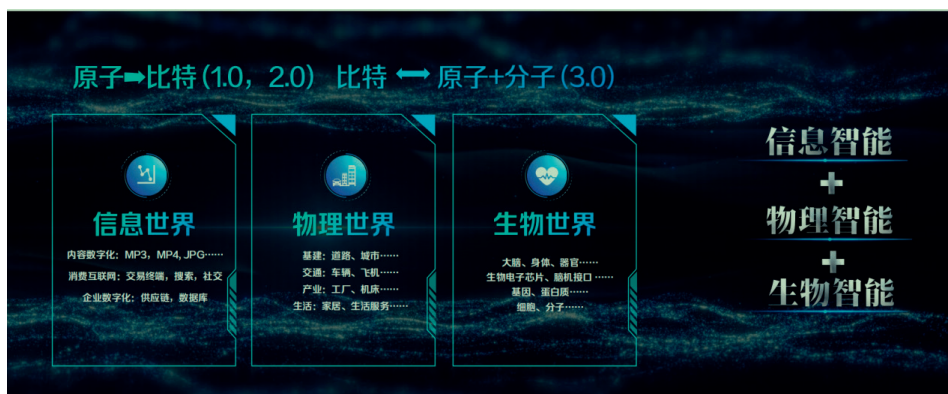 原子➡比特(1.0，2.0) 比特 ⟷ 原子+分子(3.0)
信息世界
内容数字化：MP3，MP4, JPG……
消费互联网：交易终端，搜索，社交
企业数字化：供应链，数据库
物理世界
基建：道路、城市……
交通：车辆、飞机……
产业：工厂、机床……
生活：家居、生活服务……
生物世界
大脑、身体、器官……
生物电子芯片、脑机接口……
基因、蛋白质……
细胞、分子……
信息智能
+
物理智能
+
生物智能